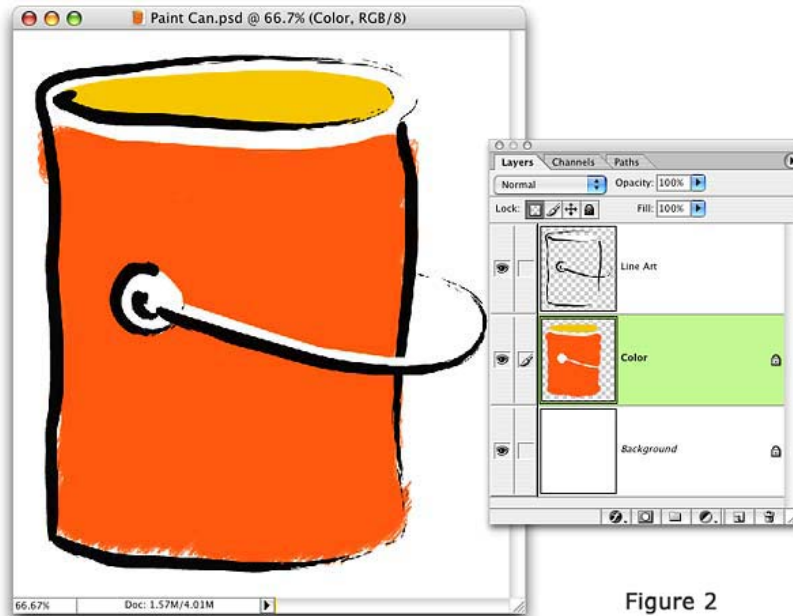 Paint Can.psd @ 66.7% (Color, RGB/8)
Layers Channels Paths
Normal Opacity: 100%
Lock: Fill: 100%
Line Art
Color
Background
66.67% Doc: 1.57M/4.01M
Figure 2